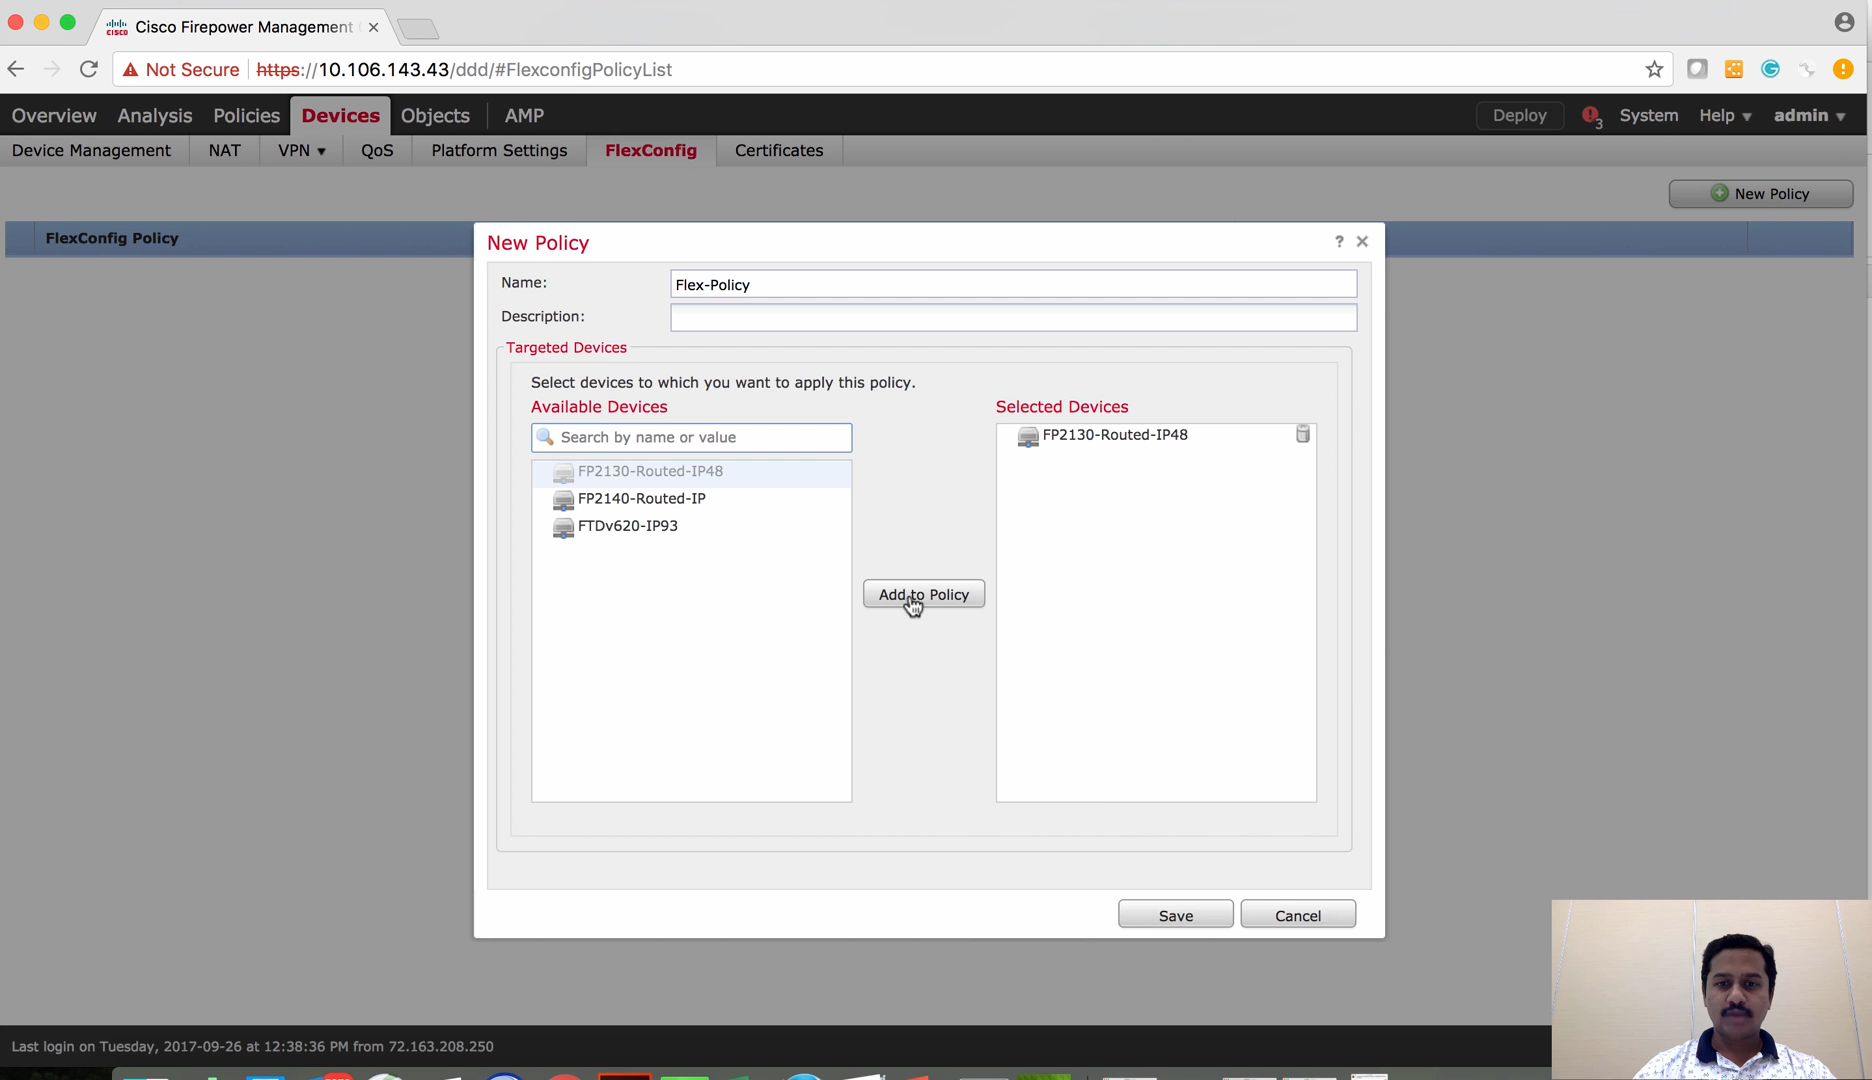 Cisco Firepower Management
Not Secure https://10.106.143.43/ddd/#FlexconfigPolicyList
Overview Analysis Policies Devices Objects AMP Deploy 3 System Help admin
Device Management NAT VPN QoS Platform Settings FlexConfig Certificates
New Policy
FlexConfig Policy
New Policy ?
Name: Flex-Policy
Description:
Targeted Devices
Select devices to which you want to apply this policy.
Available Devices Selected Devices
Search by name or value FP2130-Routed-IP48
FP2130-Routed-IP48
FP2140-Routed-IP
FTDv620-IP93
Add to Policy
Save Cancel
Last login on Tuesday, 2017-09-26 at 12:38:36 PM from 72.163.208.250